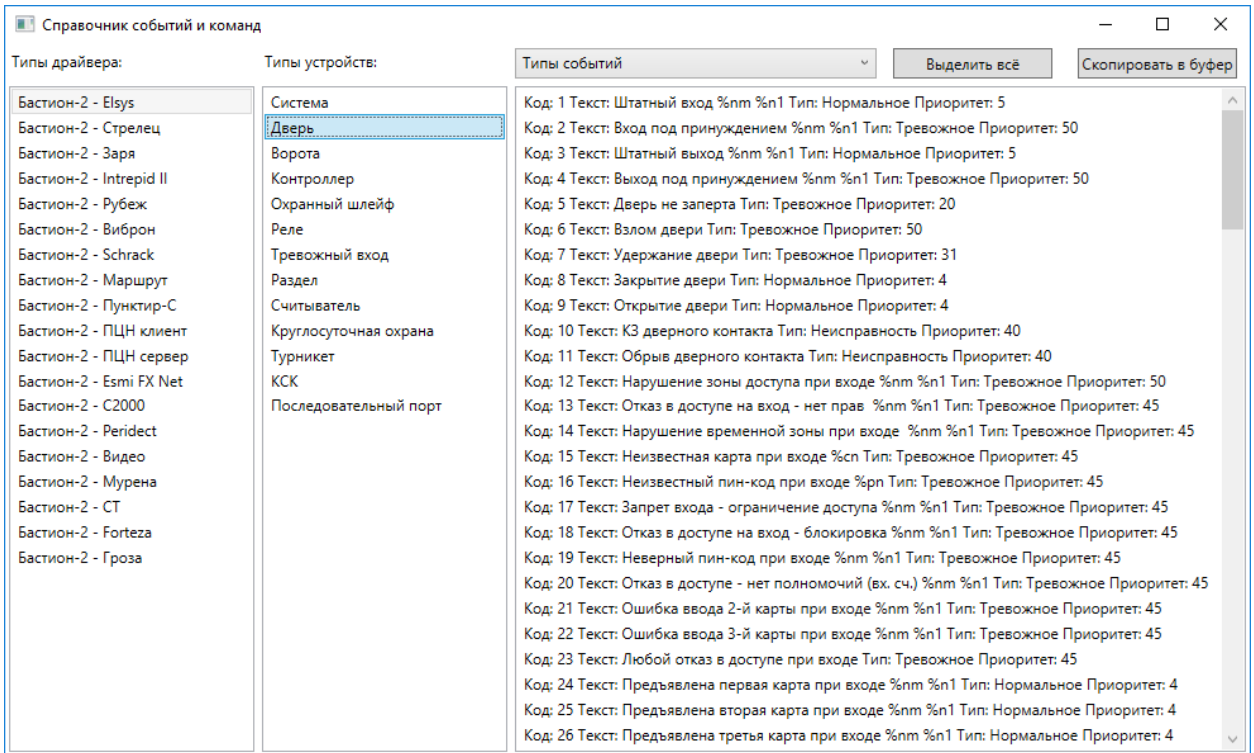 Справочник событий и команд
Типы драйвера:
Типы устройств:
Типы событий
Выделить всё
Скопировать в буфер
Бастион-2 - Elsys
Бастион-2 - Стрелец
Бастион-2 - Заря
Бастион-2 - Intrepid II
Бастион-2 - Рубеж
Бастион-2 - Виброн
Бастион-2 - Schrack
Бастион-2 - Маршрут
Бастион-2 - Пунктир-С
Бастион-2 - ПЦН клиент
Бастион-2 - ПЦН сервер
Бастион-2 - Esmi FX Net
Бастион-2 - С2000
Бастион-2 - Peridect
Бастион-2 - Видео
Бастион-2 - Мурена
Бастион-2 - СТ
Бастион-2 - Forteza
Бастион-2 - Гроза
Система
Дверь
Ворота
Контроллер
Охранный шлейф
Реле
Тревожный вход
Раздел
Считыватель
Круглосуточная охрана
Турникет
КСК
Последовательный порт
Код: 1 Текст: Штатный вход %nm %n1 Тип: Нормальное Приоритет: 5
Код: 2 Текст: Вход под принуждением %nm %n1 Тип: Тревожное Приоритет: 50
Код: 3 Текст: Штатный выход %nm %n1 Тип: Нормальное Приоритет: 5
Код: 4 Текст: Выход под принуждением %nm %n1 Тип: Тревожное Приоритет: 50
Код: 5 Текст: Дверь не заперта Тип: Тревожное Приоритет: 20
Код: 6 Текст: Взлом двери Тип: Тревожное Приоритет: 50
Код: 7 Текст: Удержание двери Тип: Тревожное Приоритет: 31
Код: 8 Текст: Закрытие двери Тип: Нормальное Приоритет: 4
Код: 9 Текст: Открытие двери Тип: Нормальное Приоритет: 4
Код: 10 Текст: КЗ дверного контакта Тип: Неисправность Приоритет: 40
Код: 11 Текст: Обрыв дверного контакта Тип: Неисправность Приоритет: 40
Код: 12 Текст: Нарушение зоны доступа при входе %nm %n1 Тип: Тревожное Приоритет: 50
Код: 13 Текст: Отказ в доступе на вход - нет прав  %nm %n1 Тип: Тревожное Приоритет: 45
Код: 14 Текст: Нарушение временной зоны при входе  %nm %n1 Тип: Тревожное Приоритет: 45
Код: 15 Текст: Неизвестная карта при входе %cn Тип: Тревожное Приоритет: 45
Код: 16 Текст: Неизвестный пин-код при входе %pn Тип: Тревожное Приоритет: 45
Код: 17 Текст: Запрет входа - ограничение доступа %nm %n1 Тип: Тревожное Приоритет: 45
Код: 18 Текст: Отказ в доступе на вход - блокировка %nm %n1 Тип: Тревожное Приоритет: 45
Код: 19 Текст: Неверный пин-код при входе %nm %n1 Тип: Тревожное Приоритет: 45
Код: 20 Текст: Отказ в доступе - нет полномочий (вх. сч.) %nm %n1 Тип: Тревожное Приоритет: 45
Код: 21 Текст: Ошибка ввода 2-й карты при входе %nm %n1 Тип: Тревожное Приоритет: 45
Код: 22 Текст: Ошибка ввода 3-й карты при входе %nm %n1 Тип: Тревожное Приоритет: 45
Код: 23 Текст: Любой отказ в доступе при входе Тип: Тревожное Приоритет: 45
Код: 24 Текст: Предъявлена первая карта при входе %nm %n1 Тип: Нормальное Приоритет: 4
Код: 25 Текст: Предъявлена вторая карта при входе %nm %n1 Тип: Нормальное Приоритет: 4
Код: 26 Текст: Предъявлена третья карта при входе %nm %n1 Тип: Нормальное Приоритет: 4